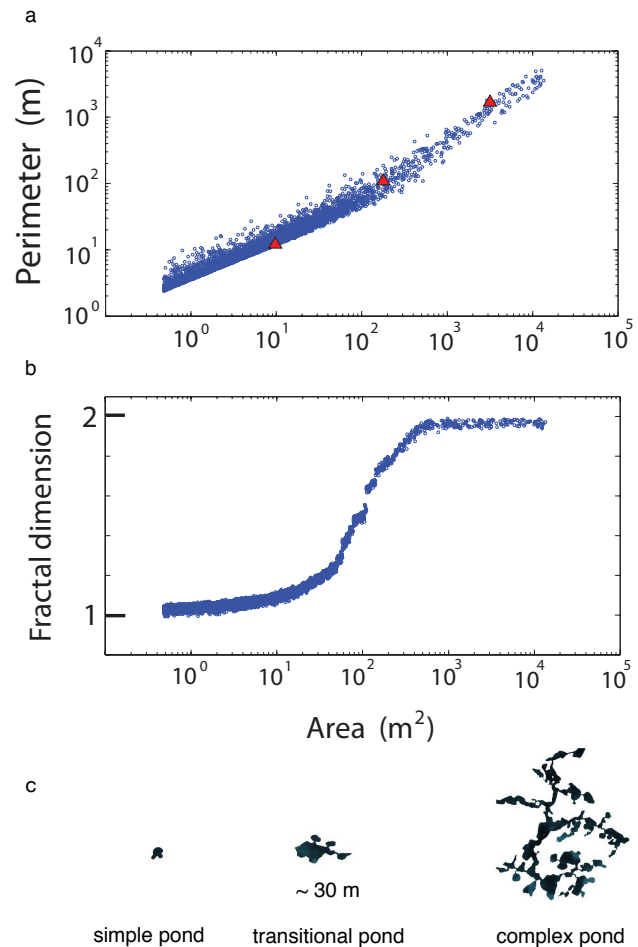 a
10^4
10^3
10^2
10^1
10^0
Perimeter (m)
10^0 10^1 10^2 10^3 10^4 10^5
b
2
1
Fractal dimension
10^0 10^1 10^2 10^3 10^4 10^5
Area (m^2)
c
~ 30 m
simple pond transitional pond complex pond